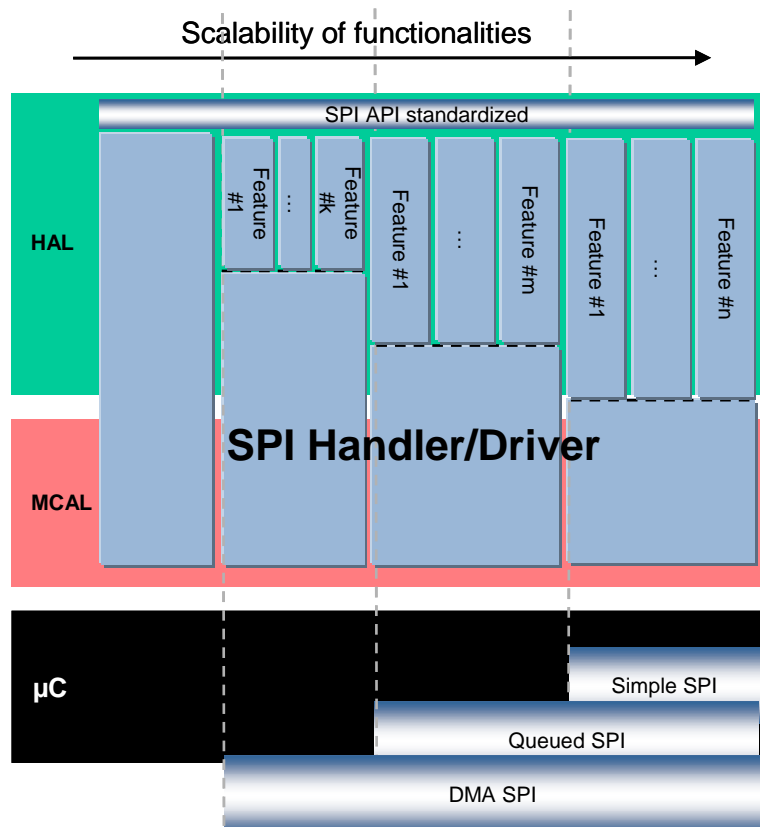 Scalability of functionalities
SPI API standardized
HAL
Feature
#1
…
Feature
#k
Feature #1
…
Feature #m
Feature #1
…
Feature #n
SPI Handler/Driver
MCAL
µC
Simple SPI
Queued SPI
DMA SPI